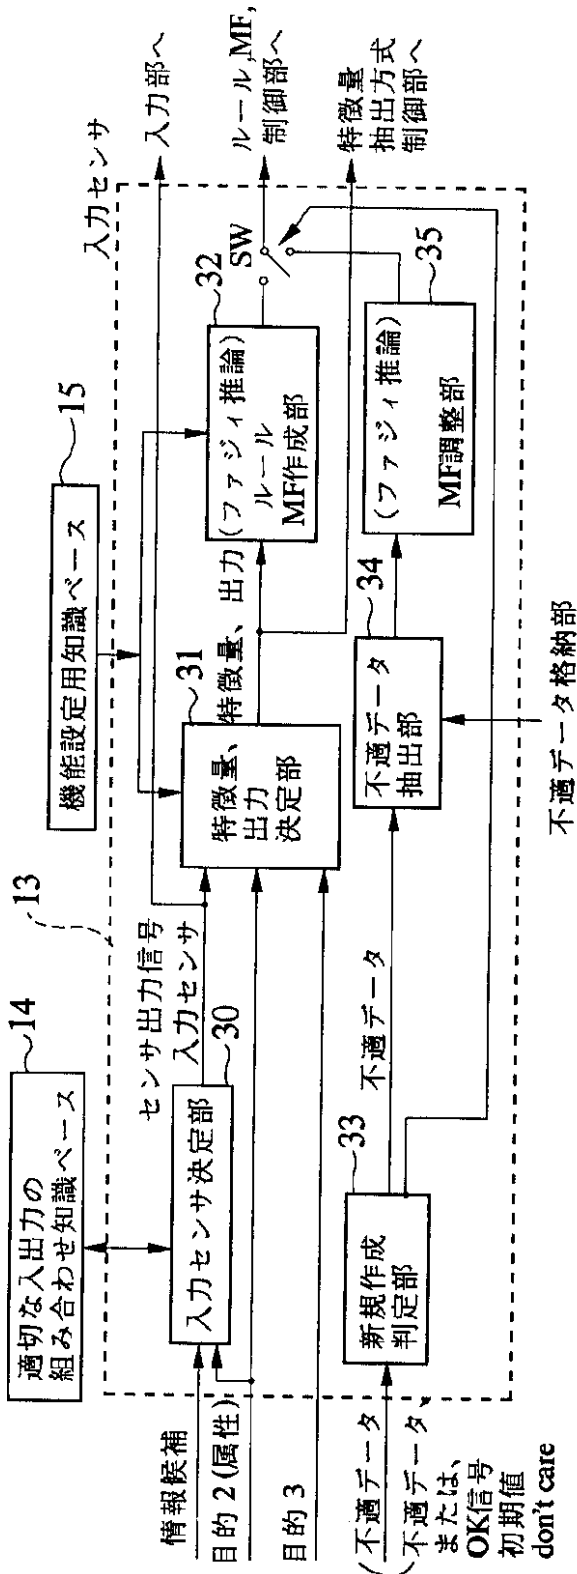 適切な入出力の
組み合わせ知識ベース
14
機能設定用知識ベース
15
13
入力センサ
入力部へ
センサ出力信号
入力センサ
情報候補
目的2(属性)
目的3
入力センサ決定部
30
特徴量、
出力
決定部
31
特徴量、出力
(ファジィ推論)
ルール
MF作成部
32
SW
ルール,MF,
制御部へ
特徴量
抽出方式
制御部へ
(不適データ
(不適データ、
または、
OK信号
初期値
don't care
新規作成
判定部
33
不適データ
不適データ
抽出部
34
(ファジィ推論)
MF調整部
35
不適データ格納部